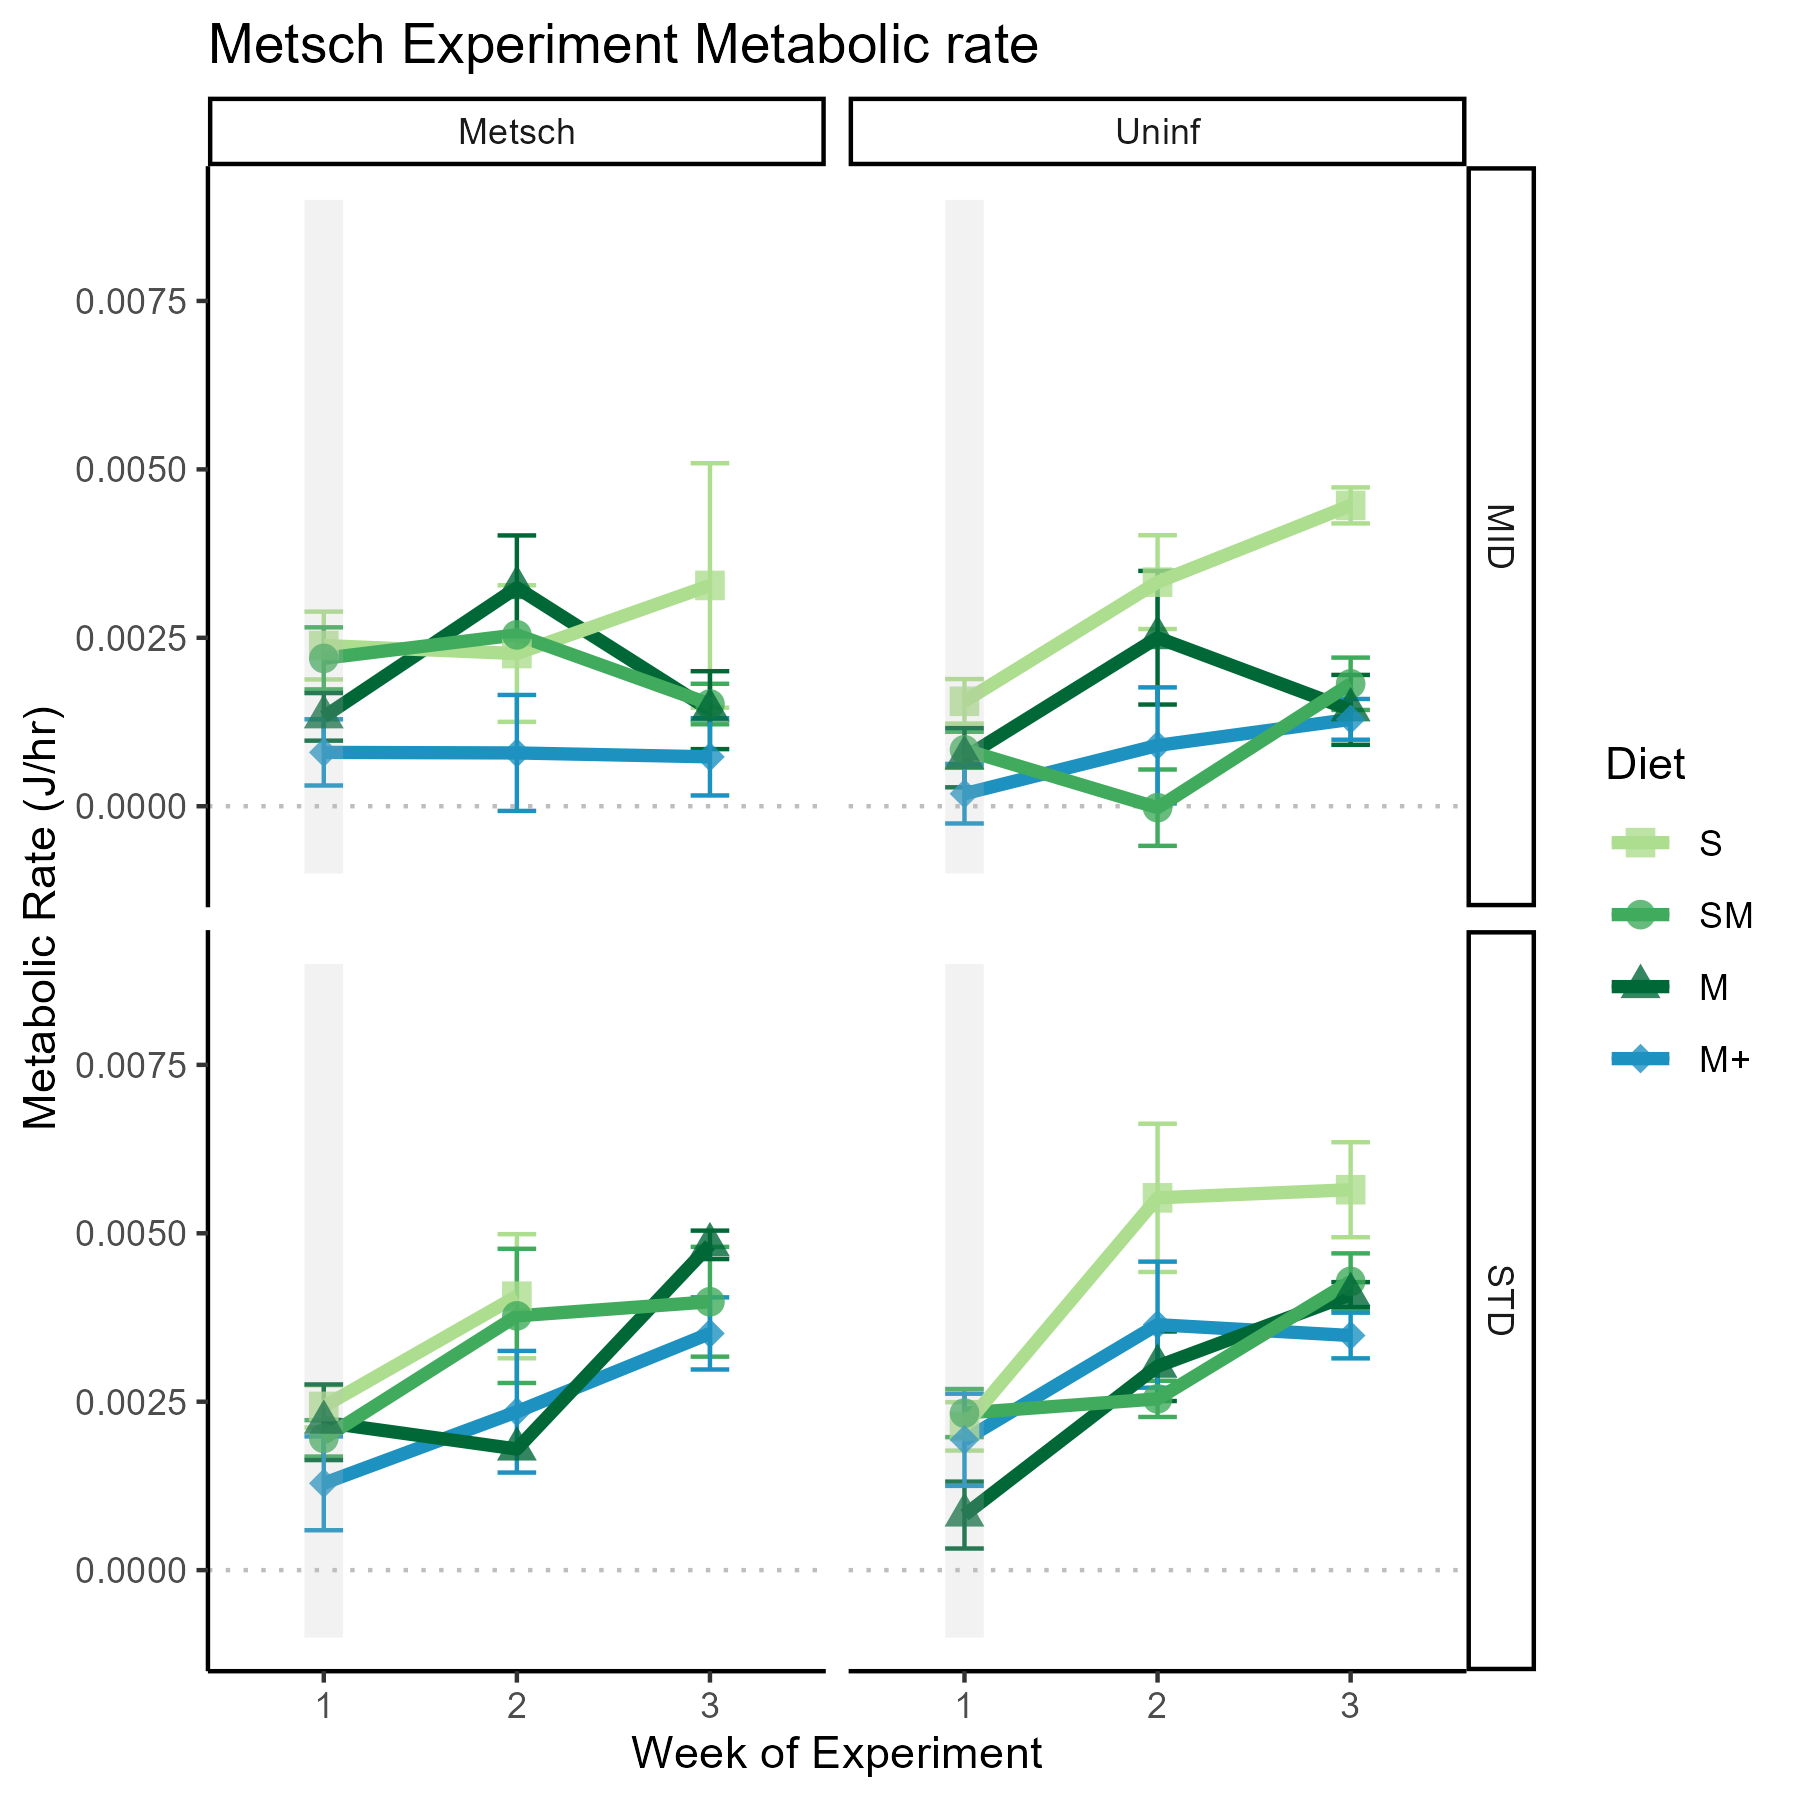 Metsch Experiment Metabolic rate
Metsch
Uninf
MID
0.0075
0.0050
0.0025
0.0000
STD
0.0075
0.0050
0.0025
0.0000
Metabolic Rate (J/hr)
1
2
3
1
2
3
Week of Experiment
Diet
S
SM
M
M+